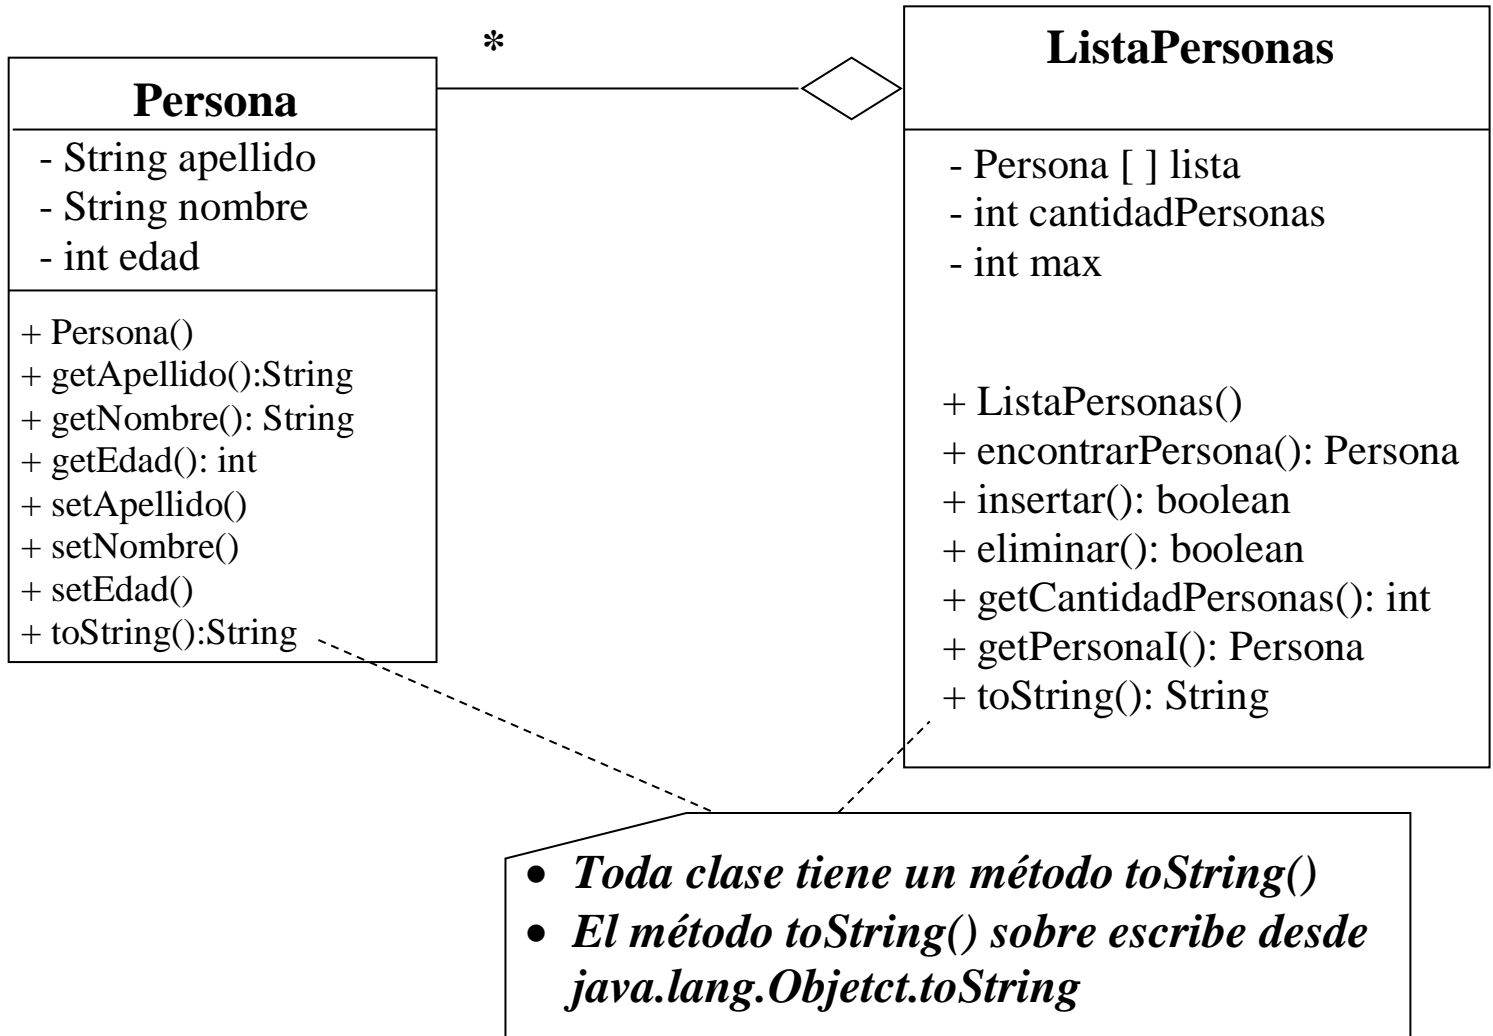 *
Persona
- String apellido
- String nombre
- int edad
+ Persona()
+ getApellido():String
+ getNombre(): String
+ getEdad(): int
+ setApellido()
+ setNombre()
+ setEdad()
+ toString():String
ListaPersonas
- Persona [ ] lista
- int cantidadPersonas
- int max
+ ListaPersonas()
+ encontrarPersona(): Persona
+ insertar(): boolean
+ eliminar(): boolean
+ getCantidadPersonas(): int
+ getPersonaI(): Persona
+ toString(): String
• Toda clase tiene un método toString()
• El método toString() sobre escribe desde
java.lang.Objetct.toString